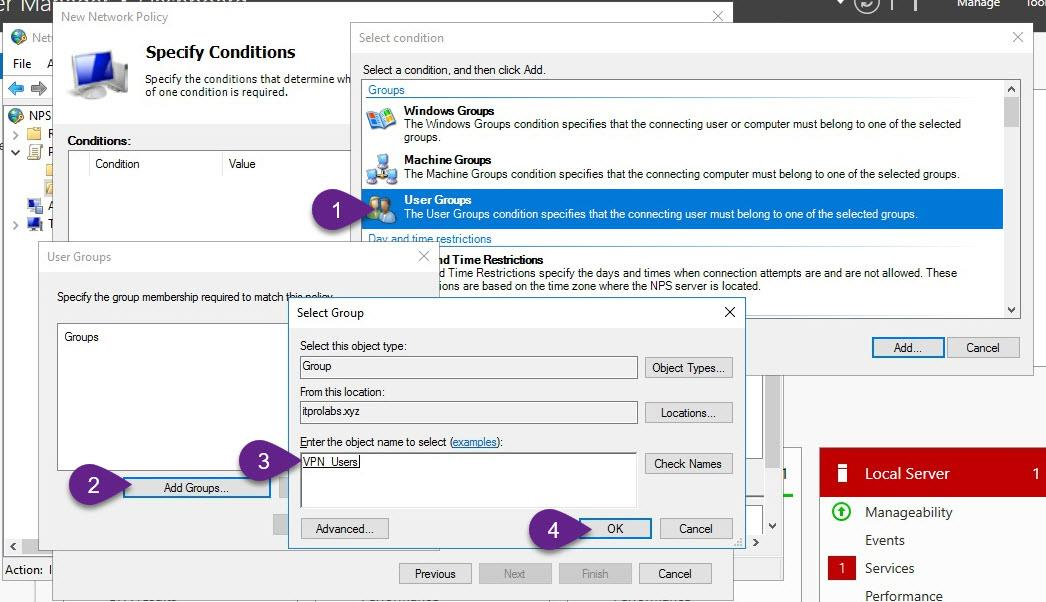 Manage
New Network Policy
Specify Conditions
Specify the conditions that determine wh
of one condition is required.
Conditions:
Condition
Value
File
NPS
Select condition
Select a condition, and then click Add.
Groups
Windows Groups
The Windows Groups condition specifies that the connecting user or computer must belong to one of the selected
groups.
Machine Groups
The Machine Groups condition specifies that the connecting computer must belong to one of the selected groups.
1
User Groups
The User Groups condition specifies that the connecting user must belong to one of the selected groups.
Day and time restrictions
nd Time Restrictions
d Time Restrictions specify the days and times when connection attempts are and are not allowed. These
ions are based on the time zone where the NPS server is located.
Add...
Cancel
User Groups
Specify the group membership required to match this policy.
Groups
2
Add Groups...
Select Group
Select this object type:
Group
Object Types...
From this location:
itprolabs.xyz
Locations...
Enter the object name to select (examples):
3
VPN_Users
Check Names
Advanced...
4
OK
Cancel
Action:
Previous
Next
Finish
Cancel
Local Server
1
Manageability
Events
1
Services
Performance